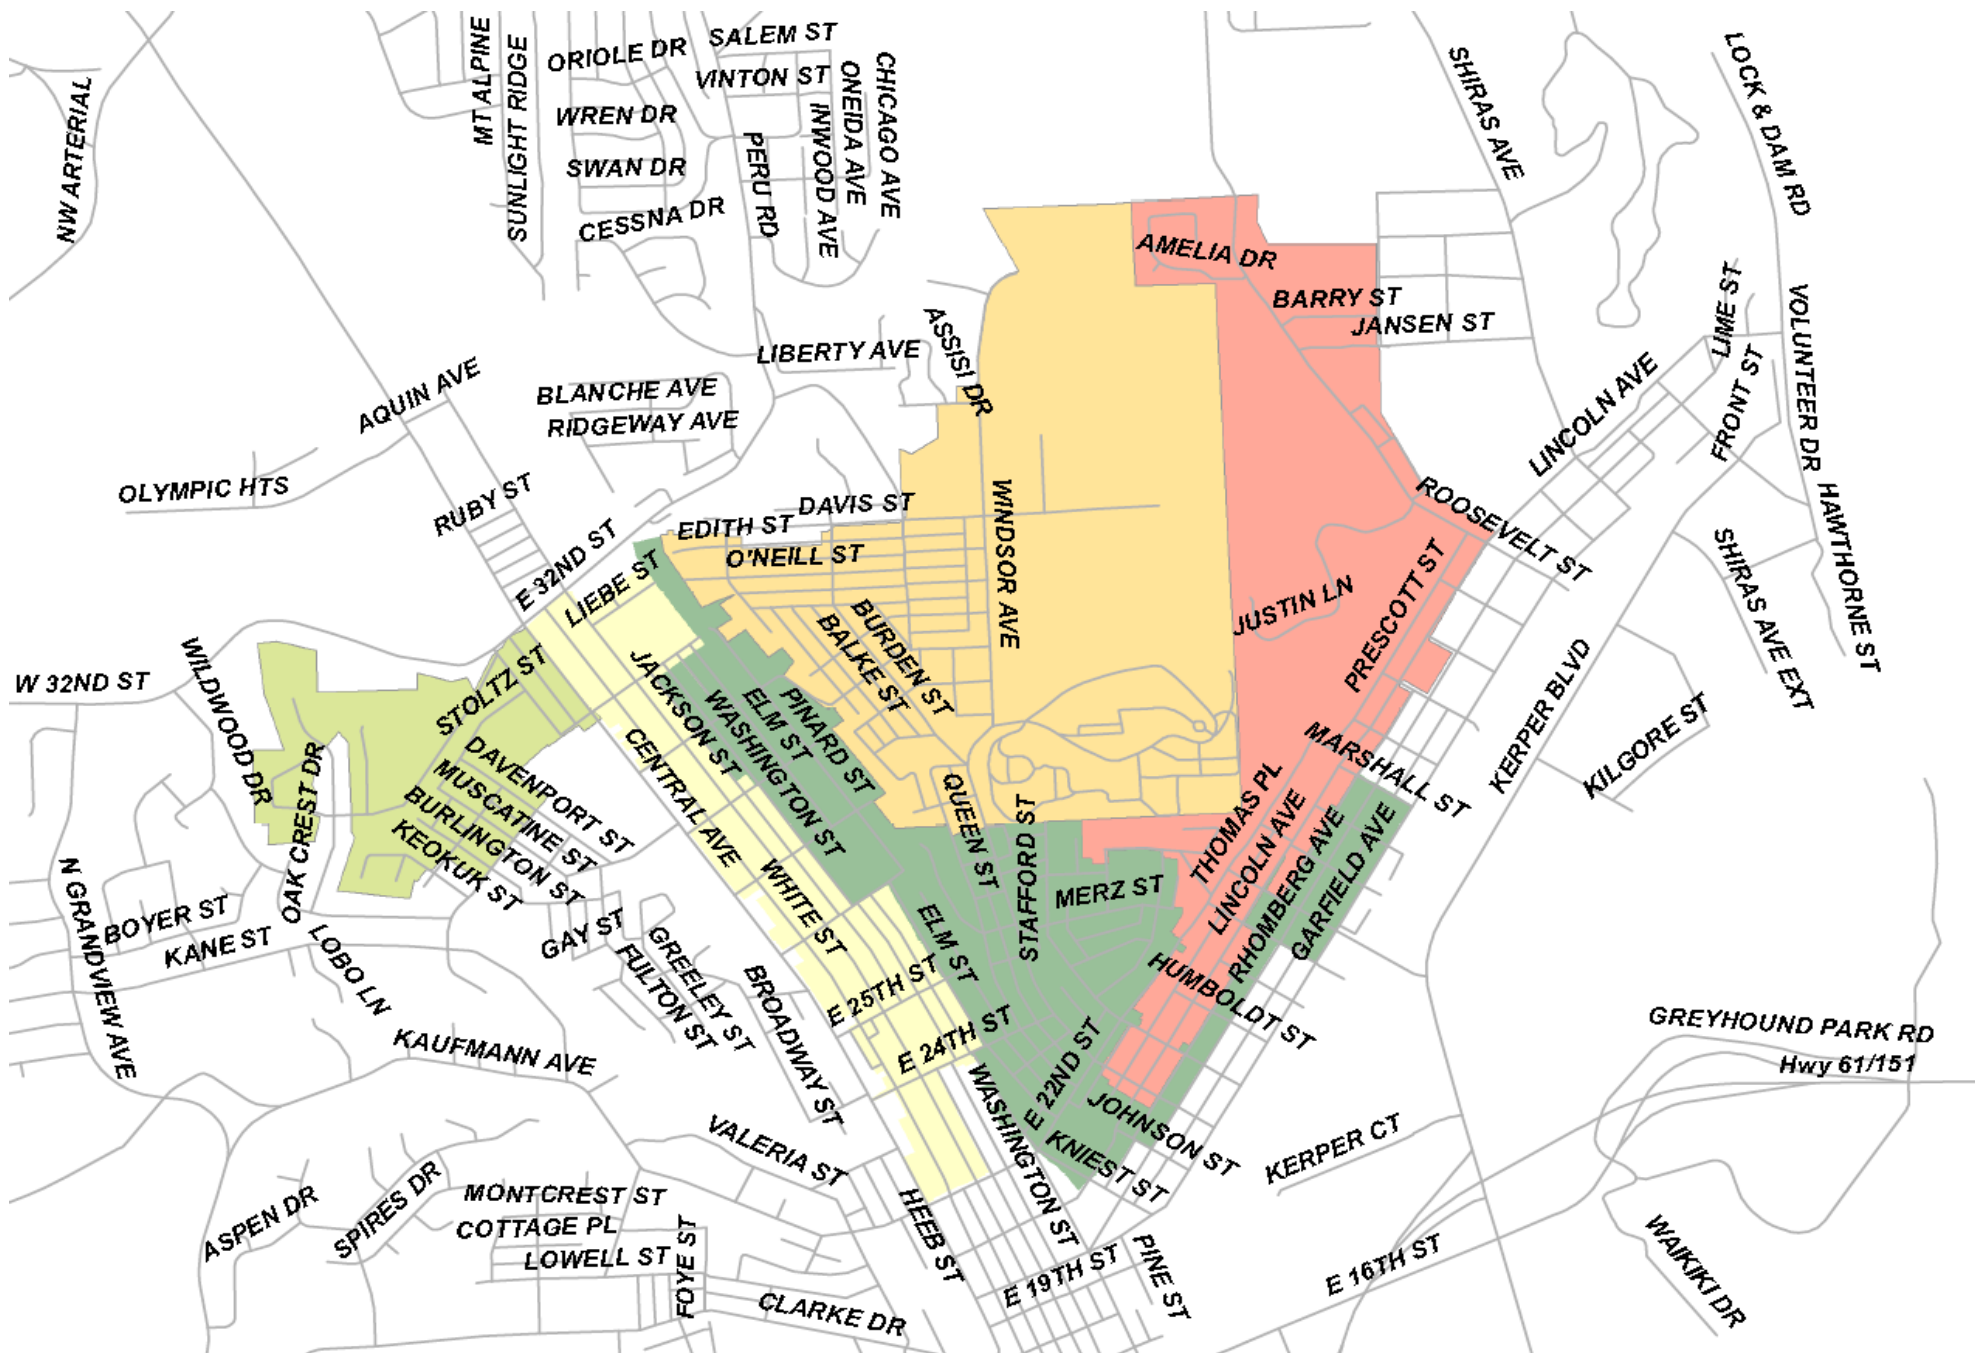 SALEM ST
ORIOLE DR
MT ALPINE
SUNLIGHT RIDGE
VINTON ST
ONEIDA AVE
CHICAGO AVE
INWOOD AVE
WREN DR
SWAN DR
CESSNA DR
PERU RD
NW ARTERIAL
SHIRAS AVE
LOCK & DAM RD
AMELIA DR
BARRY ST
JANSEN ST
LIME ST
VOLUNTEER DR
FRONT ST
LINCOLN AVE
ASSISI DR
LIBERTY AVE
BLANCHE AVE
RIDGEWAY AVE
AQUIN AVE
OLYMPIC HTS
RUBY ST
DAVIS ST
EDITH ST
O'NEILL ST
WINDSOR AVE
E 32ND ST
LIEBE ST
ROOSEVELT ST
HAWTHORNE ST
SHIRAS AVE EXT
PRESCOTT ST
JUSTIN LN
BURDEN ST
BALKE ST
KERPER BLVD
KILGORE ST
WILDWOOD DR
W 32ND ST
STOLTZ ST
JACKSON ST
WASHINGTON ST
ELM ST
PINARD ST
CENTRAL AVE
DAVENPORT ST
MUSCATINE ST
BURLINGTON ST
KEOKUK ST
OAK CREST DR
MARSHALL ST
THOMAS PL
LINCOLN AVE
RHOMBERG AVE
GARFIELD AVE
QUEEN ST
STAFFORD ST
MERZ ST
WHITE ST
N GRANDVIEW AVE
BOYER ST
KANE ST
LOBO LN
GAY ST
FULTON ST
GREELEY ST
BROADWAY ST
ELM ST
E 25TH ST
E 24TH ST
HUMBOLDT ST
E 22ND ST
WASHINGTON ST
JOHNSON ST
KNIEST ST
KERPER CT
GREYHOUND PARK RD
Hwy 61/151
KAUFMANN AVE
VALERIA ST
ASPEN DR
SPIRES DR
MONTCREST ST
COTTAGE PL
LOWELL ST
FOYE ST
CLARKE DR
HEEB ST
E 19TH ST
PINE ST
E 16TH ST
WAIKIKI DR